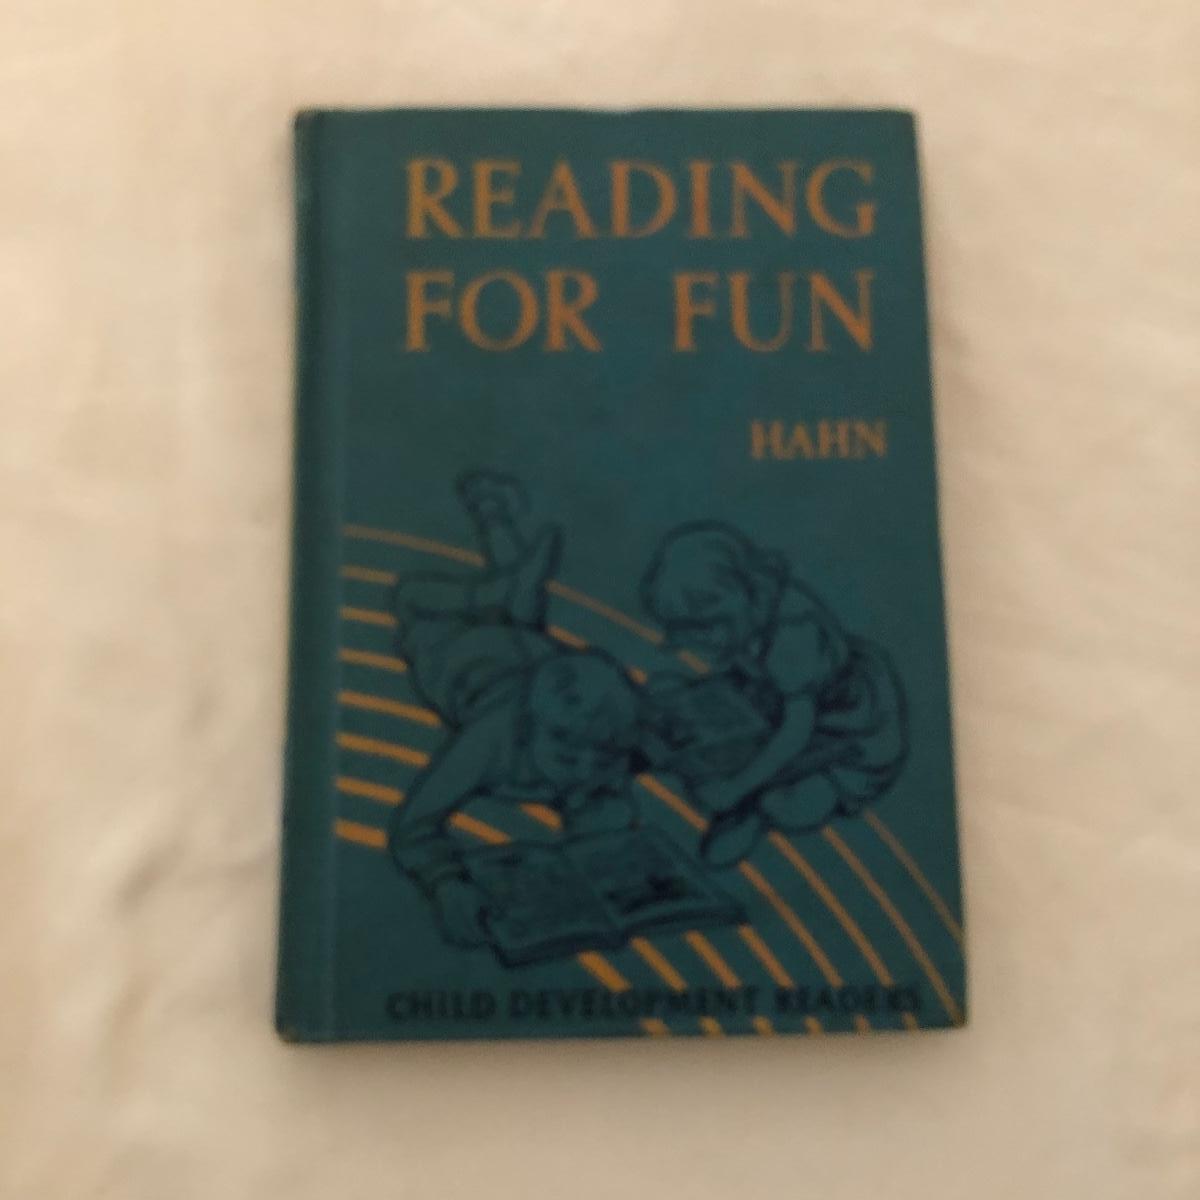 READING
FOR FUN
HAHN
CHILD DEVELOPMENT READERS